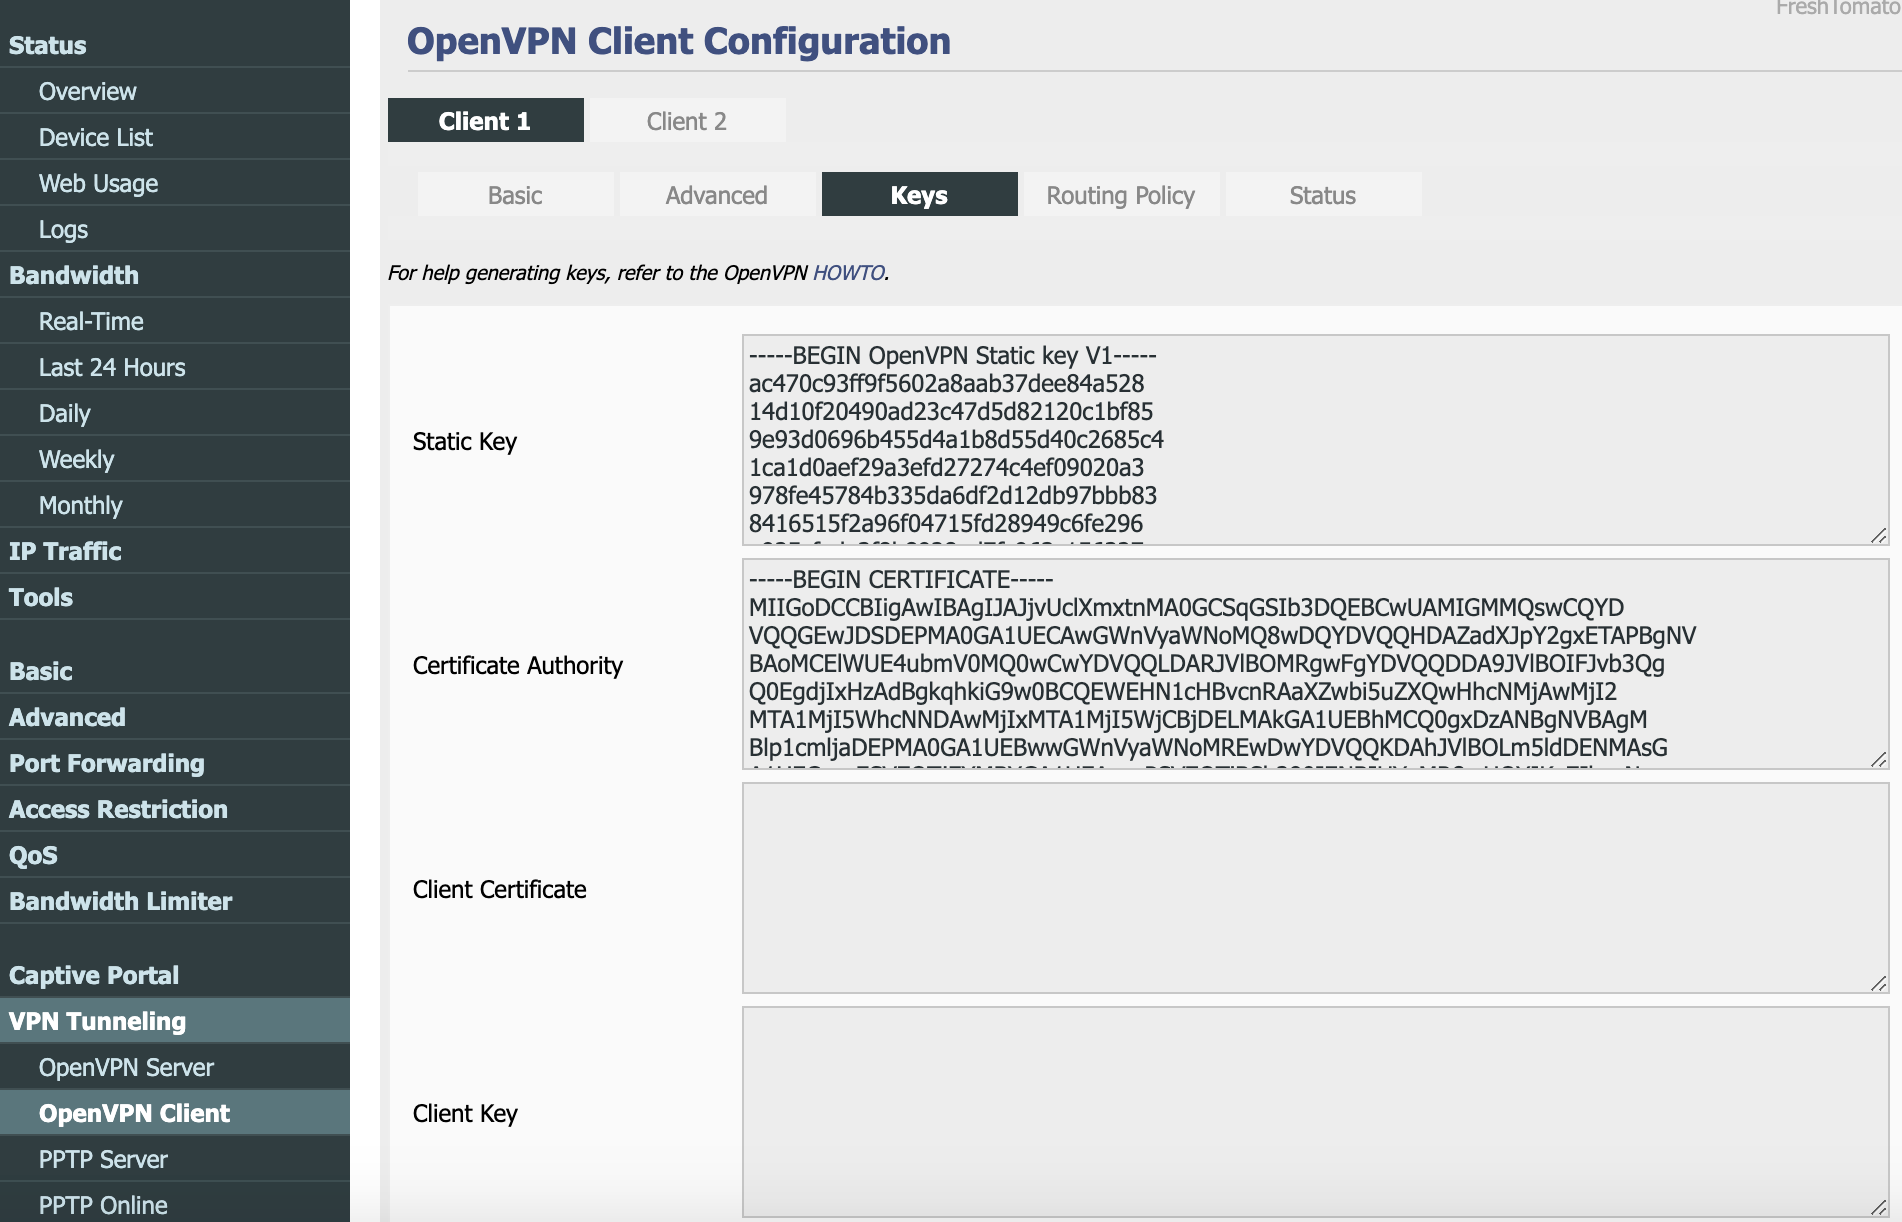 FreshTomato
Status
Overview
Device List
Web Usage
Logs
Bandwidth
Real-Time
Last 24 Hours
Daily
Weekly
Monthly
IP Traffic
Tools
Basic
Advanced
Port Forwarding
Access Restriction
QoS
Bandwidth Limiter
Captive Portal
VPN Tunneling
OpenVPN Server
OpenVPN Client
PPTP Server
PPTP Online
OpenVPN Client Configuration
Client 1 Client 2
Basic Advanced Keys Routing Policy Status
For help generating keys, refer to the OpenVPN HOWTO.
Static Key
-----BEGIN OpenVPN Static key V1-----
ac470c93ff9f5602a8aab37dee84a528
14d10f20490ad23c47d5d82120c1bf85
9e93d0696b455d4a1b8d55d40c2685c4
1ca1d0aef29a3efd27274c4ef09020a3
978fe45784b335da6df2d12db97bbb83
8416515f2a96f04715fd28949c6fe296
Certificate Authority
-----BEGIN CERTIFICATE-----
MIIGoDCCBIigAwIBAgIJAJjvUclXmxtnMA0GCSqGSIb3DQEBCwUAMIGMMQswCQYD
VQQGEwJDSDEPMA0GA1UECAwGWnVyaWNoMQ8wDQYDVQQHDAZadXJpY2gxETAPBgNV
BAoMCElWUE4ubmV0MQ0wCwYDVQQLDARJVlBOMRgwFgYDVQQDDA9JVlBOIFJvb3Qg
Q0EgdjIxHzAdBgkqhkiG9w0BCQEWEHN1cHBvcnRAaXZwbi5uZXQwHhcNMjAwMjI2
MTA1MjI5WhcNNDAwMjIxMTA1MjI5WjCBjDELMAkGA1UEBhMCQ0gxDzANBgNVBAgM
Blp1cmljaDEPMA0GA1UEBwwGWnVyaWNoMREwDwYDVQQKDAhJVlBOLm5ldDENMAsG
Client Certificate
Client Key